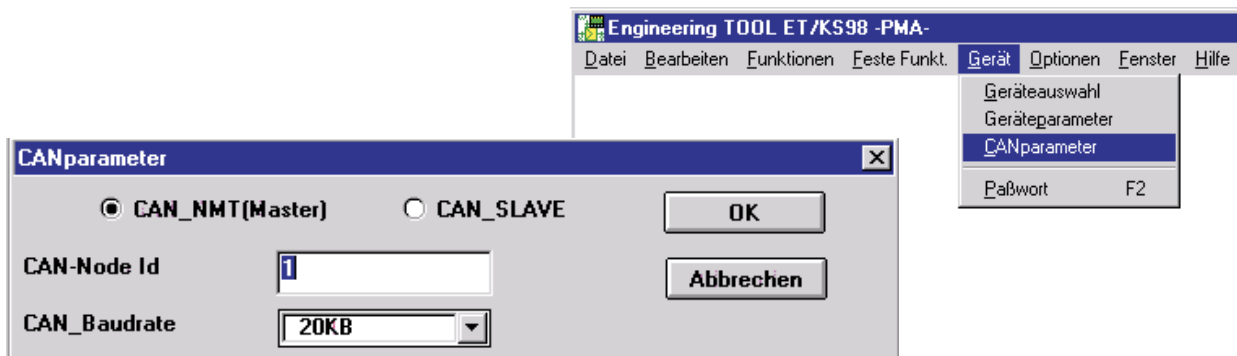 Engineering TOOL ET/KS98 -PMA-
Datei Bearbeiten Funktionen Feste Funkt. Gerät Optionen Fenster Hilfe
Geräteauswahl
Geräteparameter
CANparameter
Paßwort F2
CANparameter
CAN_NMT(Master) CAN_SLAVE OK
CAN-Node Id 1 Abbrechen
CAN_Baudrate 20KB